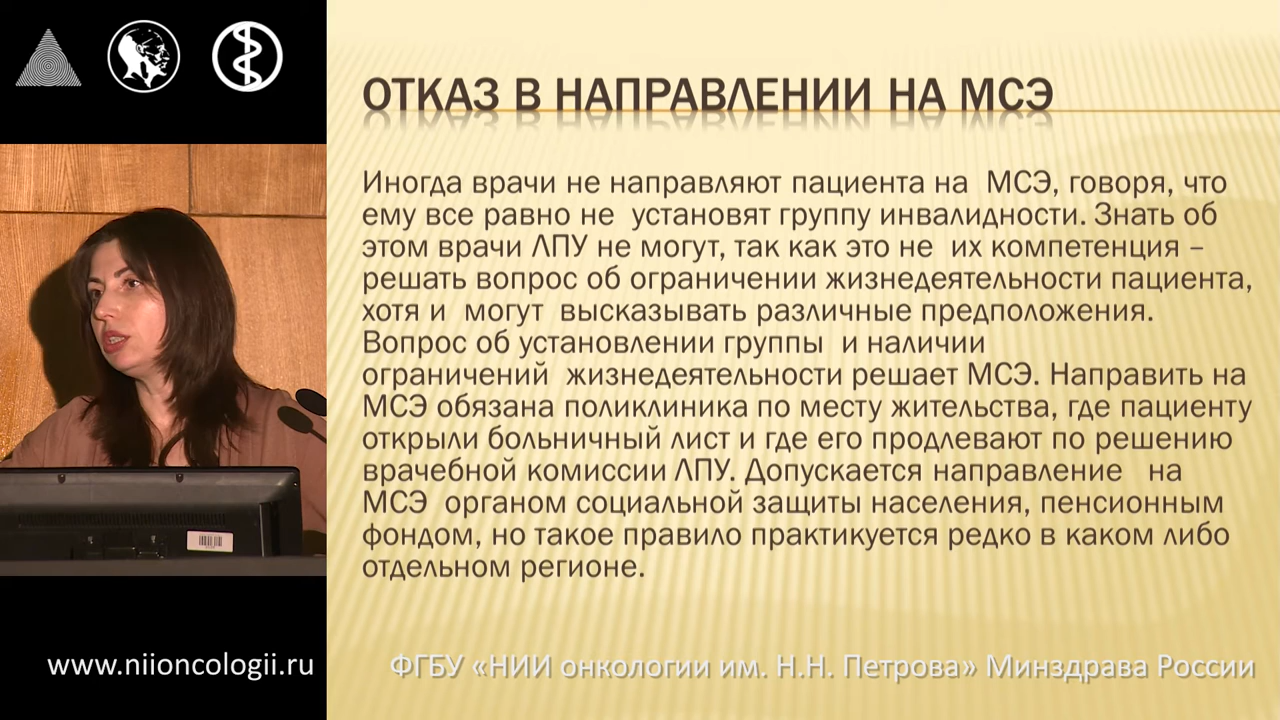 ОТКАЗ В НАПРАВЛЕНИИ НА МСЭ
Иногда врачи не направляют пациента на МСЭ, говоря, что
ему все равно не установят группу инвалидности. Знать об
этом врачи ЛПУ не могут, так как это не их компетенция –
решать вопрос об ограничении жизнедеятельности пациента,
хотя и могут высказывать различные предположения.
Вопрос об установлении группы и наличии
ограничений жизнедеятельности решает МСЭ. Направить на
МСЭ обязана поликлиника по месту жительства, где пациенту
открыли больничный лист и где его продлевают по решению
врачебной комиссии ЛПУ. Допускается направление на
МСЭ органом социальной защиты населения, пенсионным
фондом, но такое правило практикуется редко в каком либо
отдельном регионе.
www.niioncologii.ru
ФГБУ «НИИ онкологии им. Н.Н. Петрова» Минздрава России